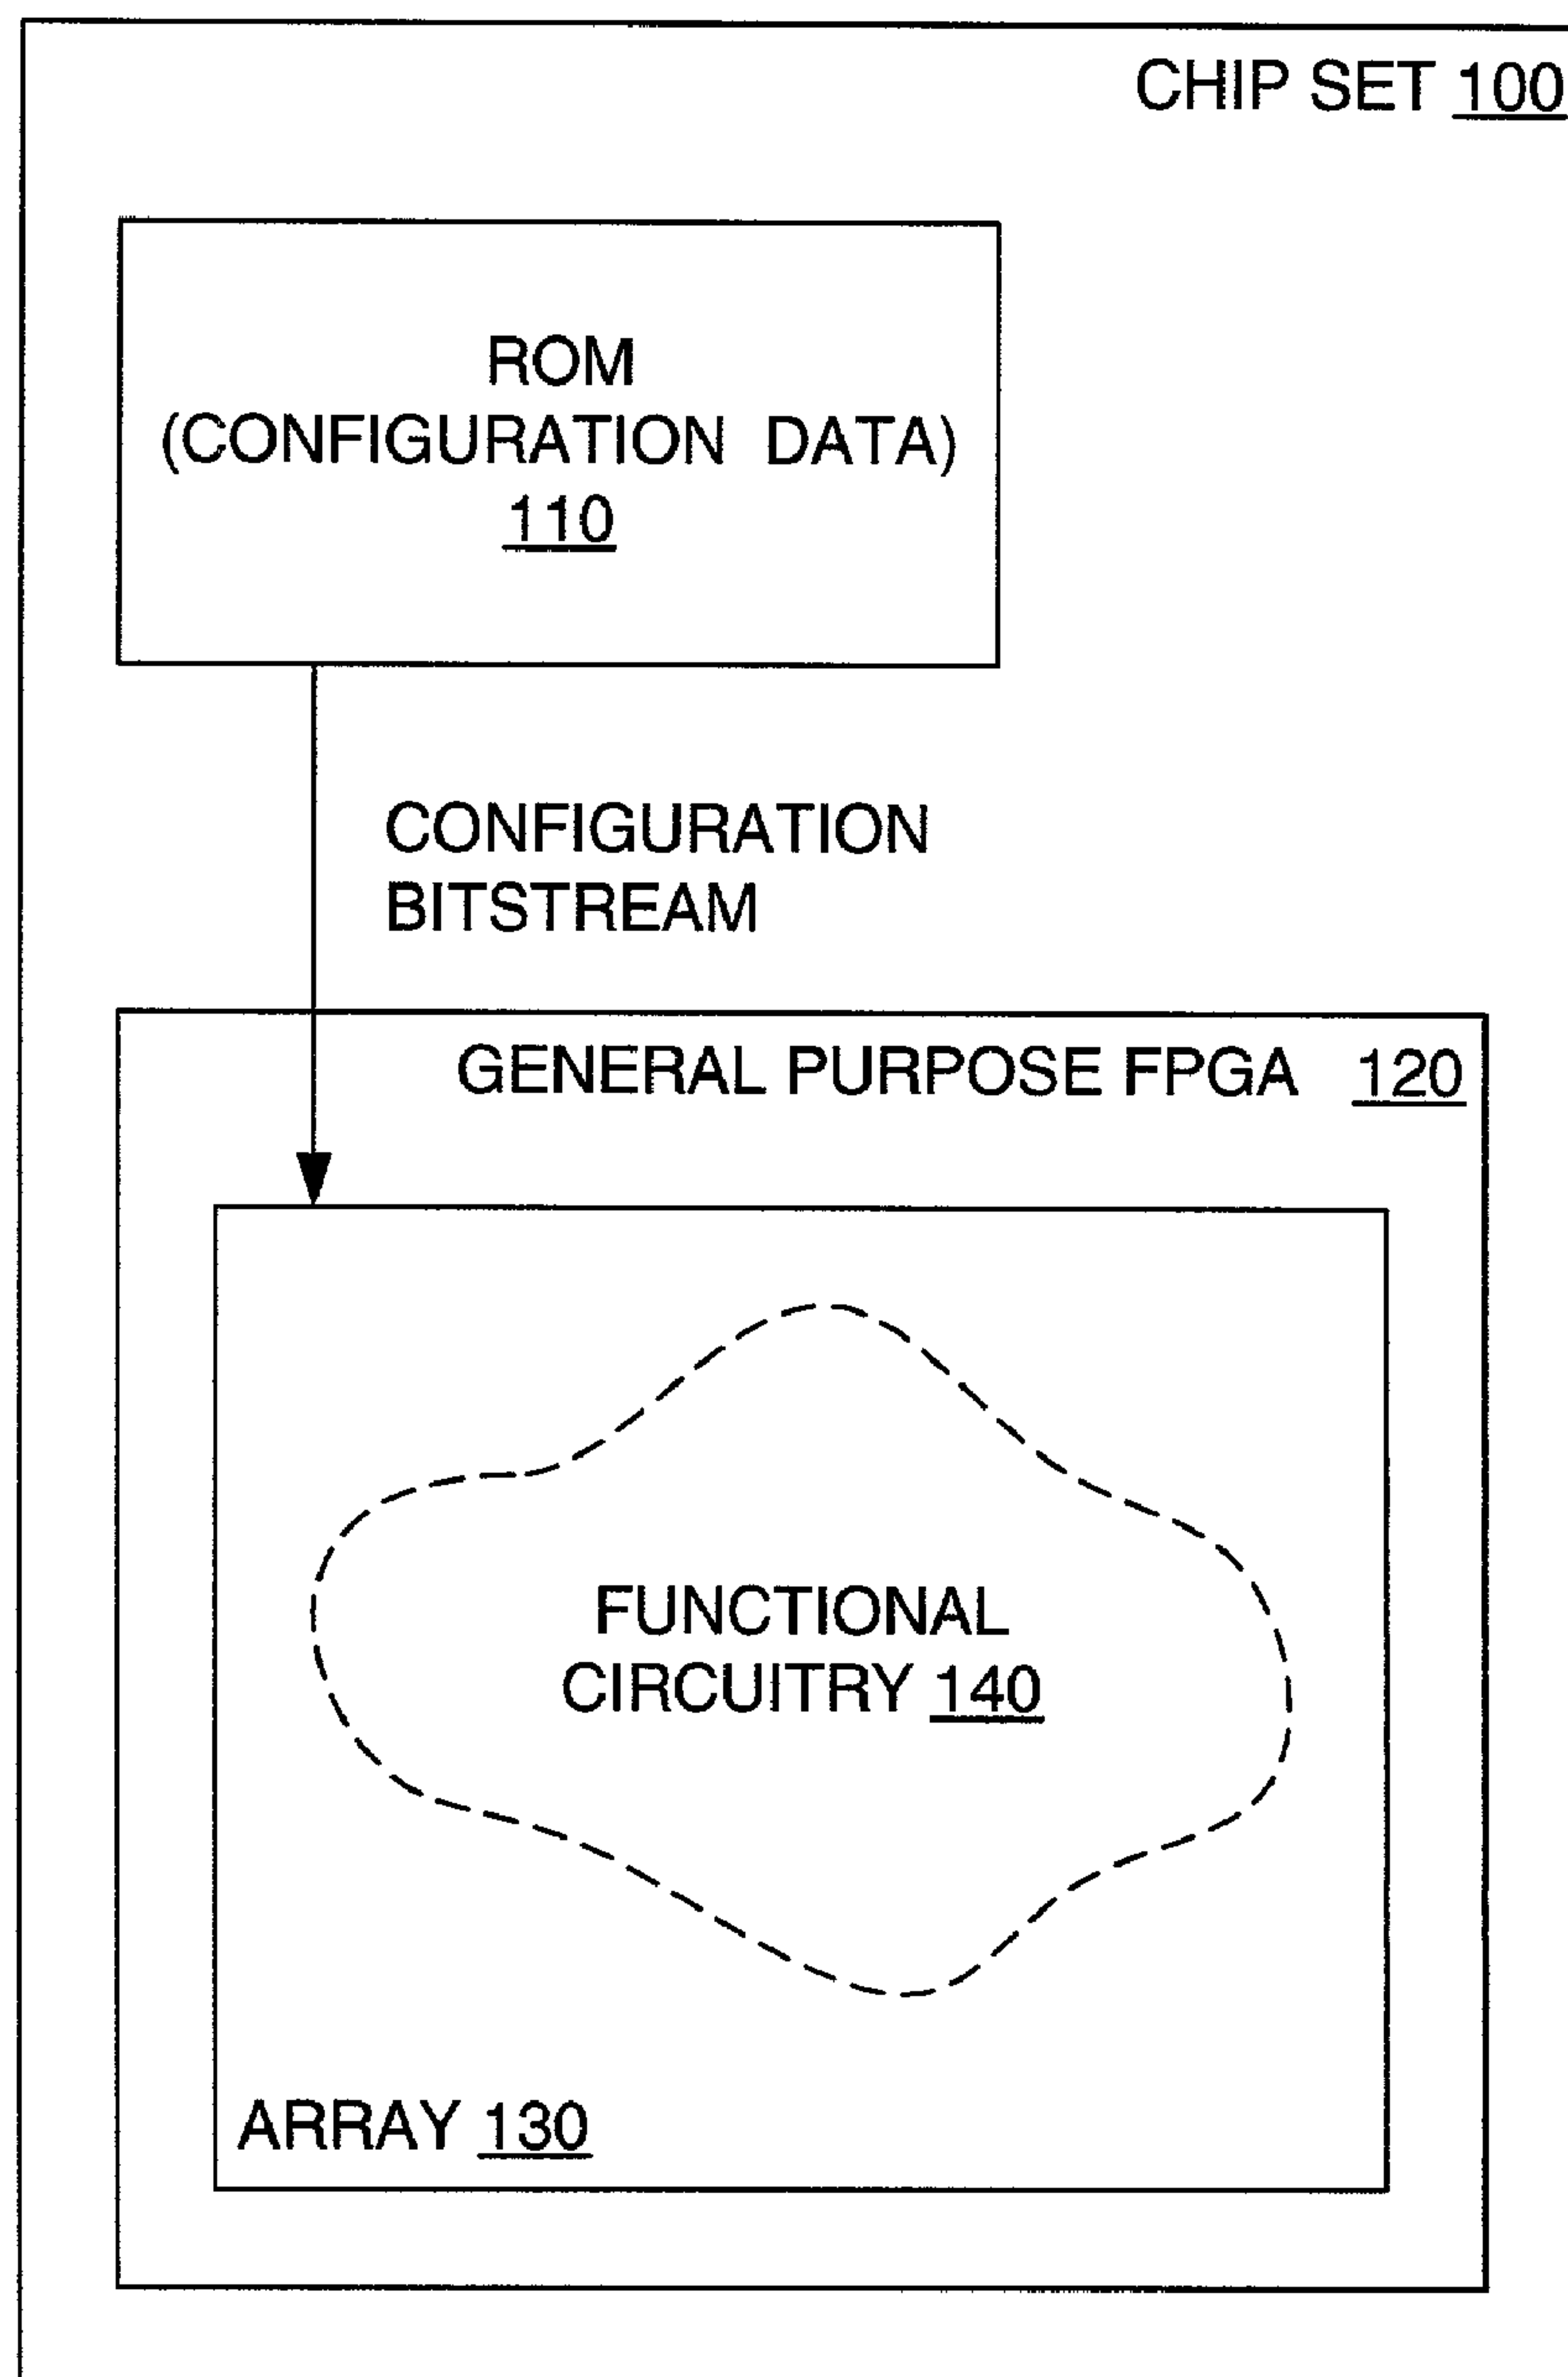 CHIP SET 100
ROM
(CONFIGURATION DATA)
110
CONFIGURATION
BITSTREAM
GENERAL PURPOSE FPGA 120
FUNCTIONAL
CIRCUITRY 140
ARRAY 130